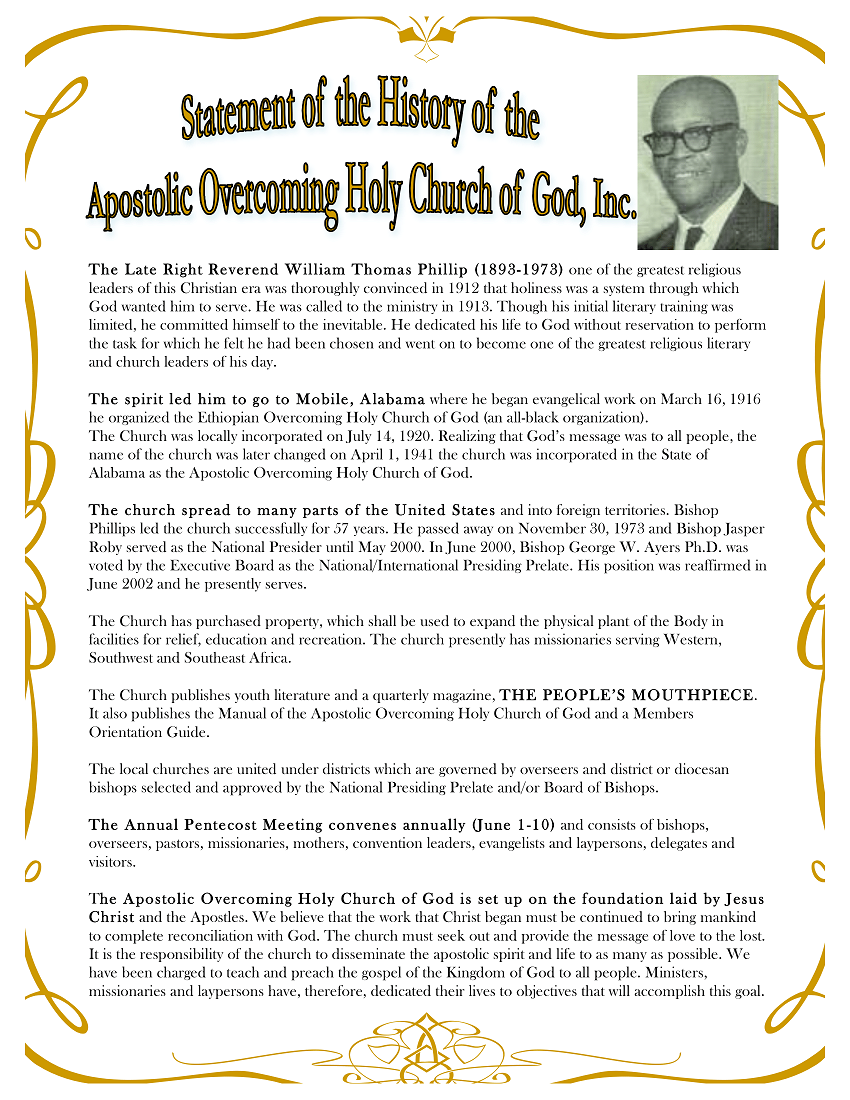 Statement of the History of the
Apostolic Overcoming Holy Church of God, Inc.
The Late Right Reverend William Thomas Phillip (1893-1973) one of the greatest religious
leaders of this Christian era was thoroughly convinced in 1912 that holiness was a system through which
God wanted him to serve. He was called to the ministry in 1913. Though his initial literary training was
limited, he committed himself to the inevitable. He dedicated his life to God without reservation to perform
the task for which he felt he had been chosen and went on to become one of the greatest religious literary
and church leaders of his day.
The spirit led him to go to Mobile, Alabama where he began evangelical work on March 16, 1916
he organized the Ethiopian Overcoming Holy Church of God (an all-black organization).
The Church was locally incorporated on July 14, 1920. Realizing that God's message was to all people, the
name of the church was later changed on April 1, 1941 the church was incorporated in the State of
Alabama as the Apostolic Overcoming Holy Church of God.
The church spread to many parts of the United States and into foreign territories. Bishop
Phillips led the church successfully for 57 years. He passed away on November 30, 1973 and Bishop Jasper
Roby served as the National Presider until May 2000. In June 2000, Bishop George W. Ayers Ph.D. was
voted by the Executive Board as the National/International Presiding Prelate. His position was reaffirmed in
June 2002 and he presently serves.
The Church has purchased property, which shall be used to expand the physical plant of the Body in
facilities for relief, education and recreation. The church presently has missionaries serving Western,
Southwest and Southeast Africa.
The Church publishes youth literature and a quarterly magazine, THE PEOPLE'S MOUTHPIECE.
It also publishes the Manual of the Apostolic Overcoming Holy Church of God and a Members
Orientation Guide.
The local churches are united under districts which are governed by overseers and district or diocesan
bishops selected and approved by the National Presiding Prelate and/or Board of Bishops.
The Annual Pentecost Meeting convenes annually (June 1-10) and consists of bishops,
overseers, pastors, missionaries, mothers, convention leaders, evangelists and laypersons, delegates and
visitors.
The Apostolic Overcoming Holy Church of God is set up on the foundation laid by Jesus
Christ and the Apostles. We believe that the work that Christ began must be continued to bring mankind
to complete reconciliation with God. The church must seek out and provide the message of love to the lost.
It is the responsibility of the church to disseminate the apostolic spirit and life to as many as possible. We
have been charged to teach and preach the gospel of the Kingdom of God to all people. Ministers,
missionaries and laypersons have, therefore, dedicated their lives to objectives that will accomplish this goal.